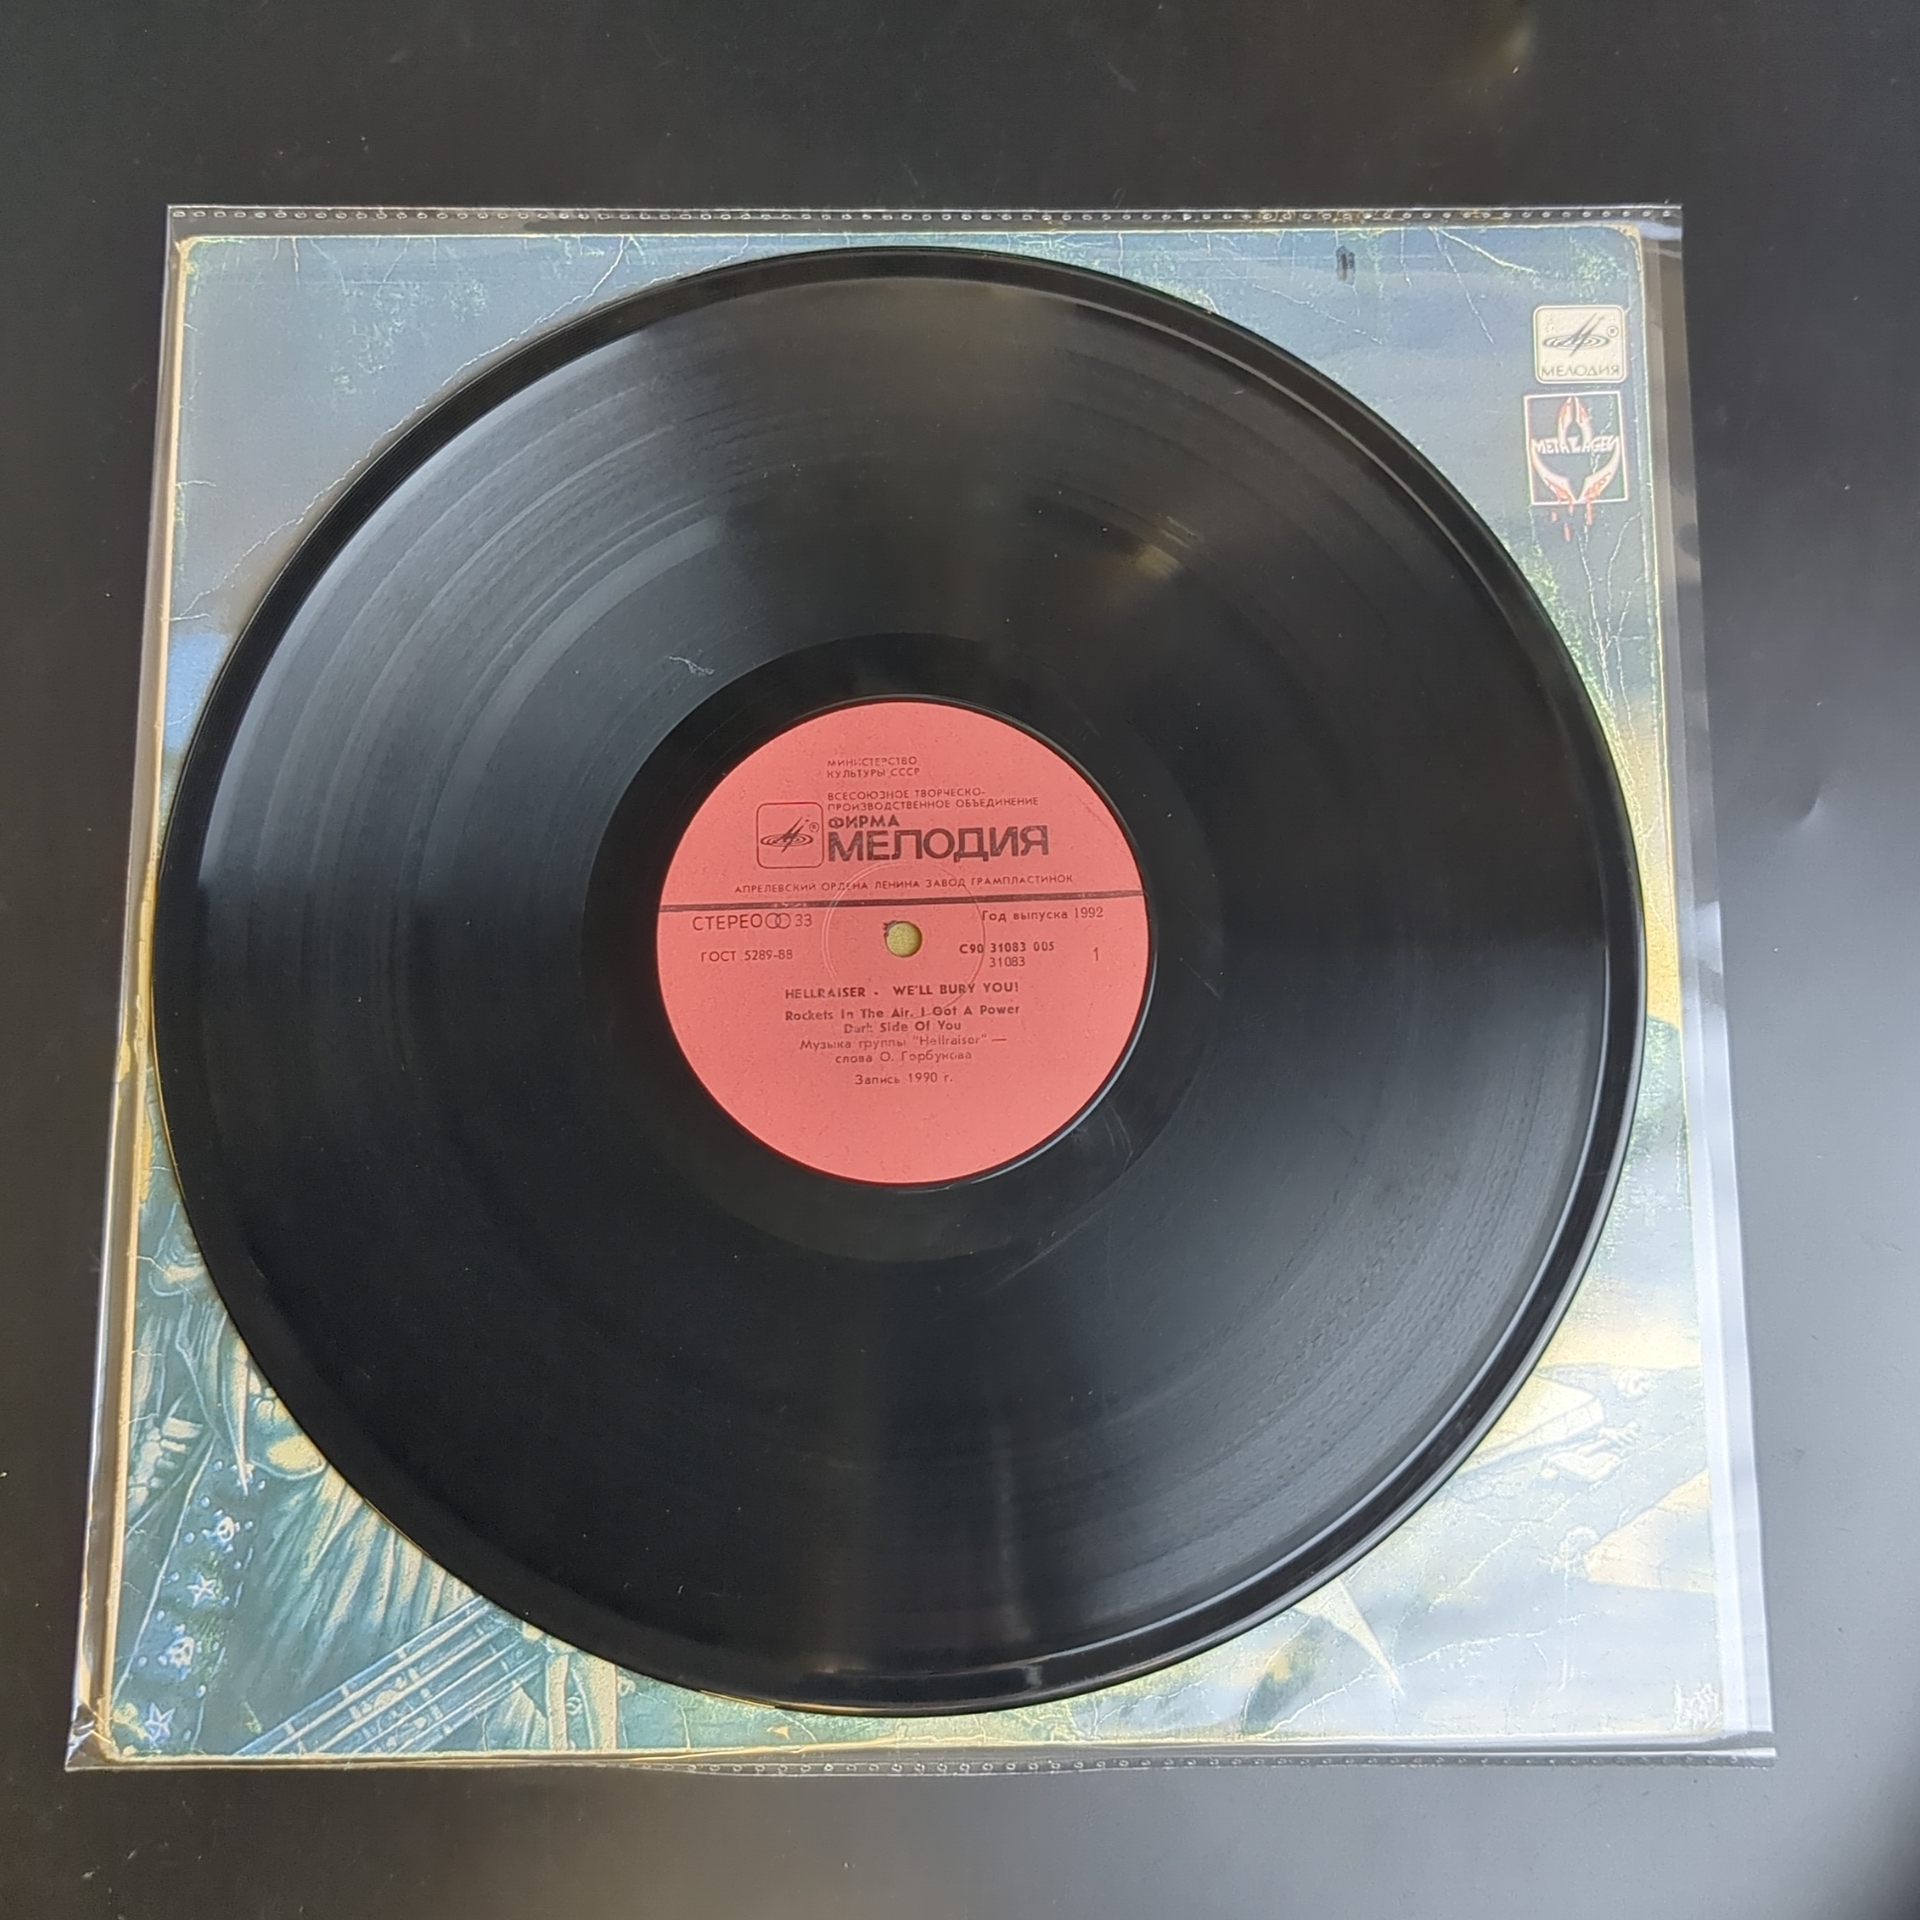 МЕЛОДИЯ
METALAGEN
МИНИСТЕРСТВО
КУЛЬТУРЫ СССР
ВСЕСОЮЗНОЕ ТВОРЧЕСКО-
ПРОИЗВОДСТВЕННОЕ ОБЪЕДИНЕНИЕ
ФИРМА
МЕЛОДИЯ
АПРЕЛЕВСКИЙ ОРДЕНА ЛЕНИНА ЗАВОД ГРАМПЛАСТИНОК
СТЕРЕО 33
Год выпуска 1992
ГОСТ 5289-88
С90 31083 005
31083
1
HELLRAISER - WE'LL BURY YOU!
Rockets In The Air, I Got A Power
Dark Side Of You
Музыка группы "Hellraiser" —
слова О. Горбунова
Запись 1990 г.